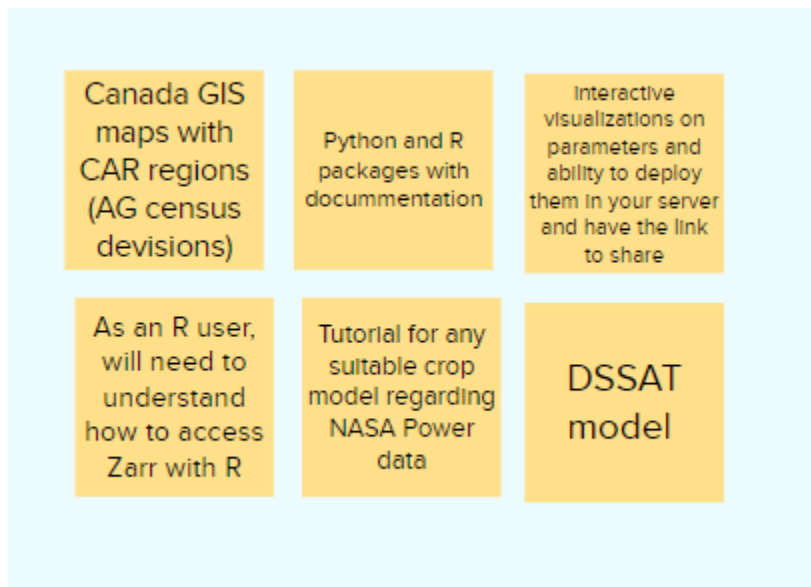 Canada GIS
maps with
CAR regions
(AG census
devisions)
Python and R
packages with
docummentation
Interactive
visualizations on
parameters and
ability to deploy
them in your server
and have the link
to share
As an R user,
will need to
understand
how to access
Zarr with R
Tutorial for any
suitable crop
model regarding
NASA Power
data
DSSAT
model